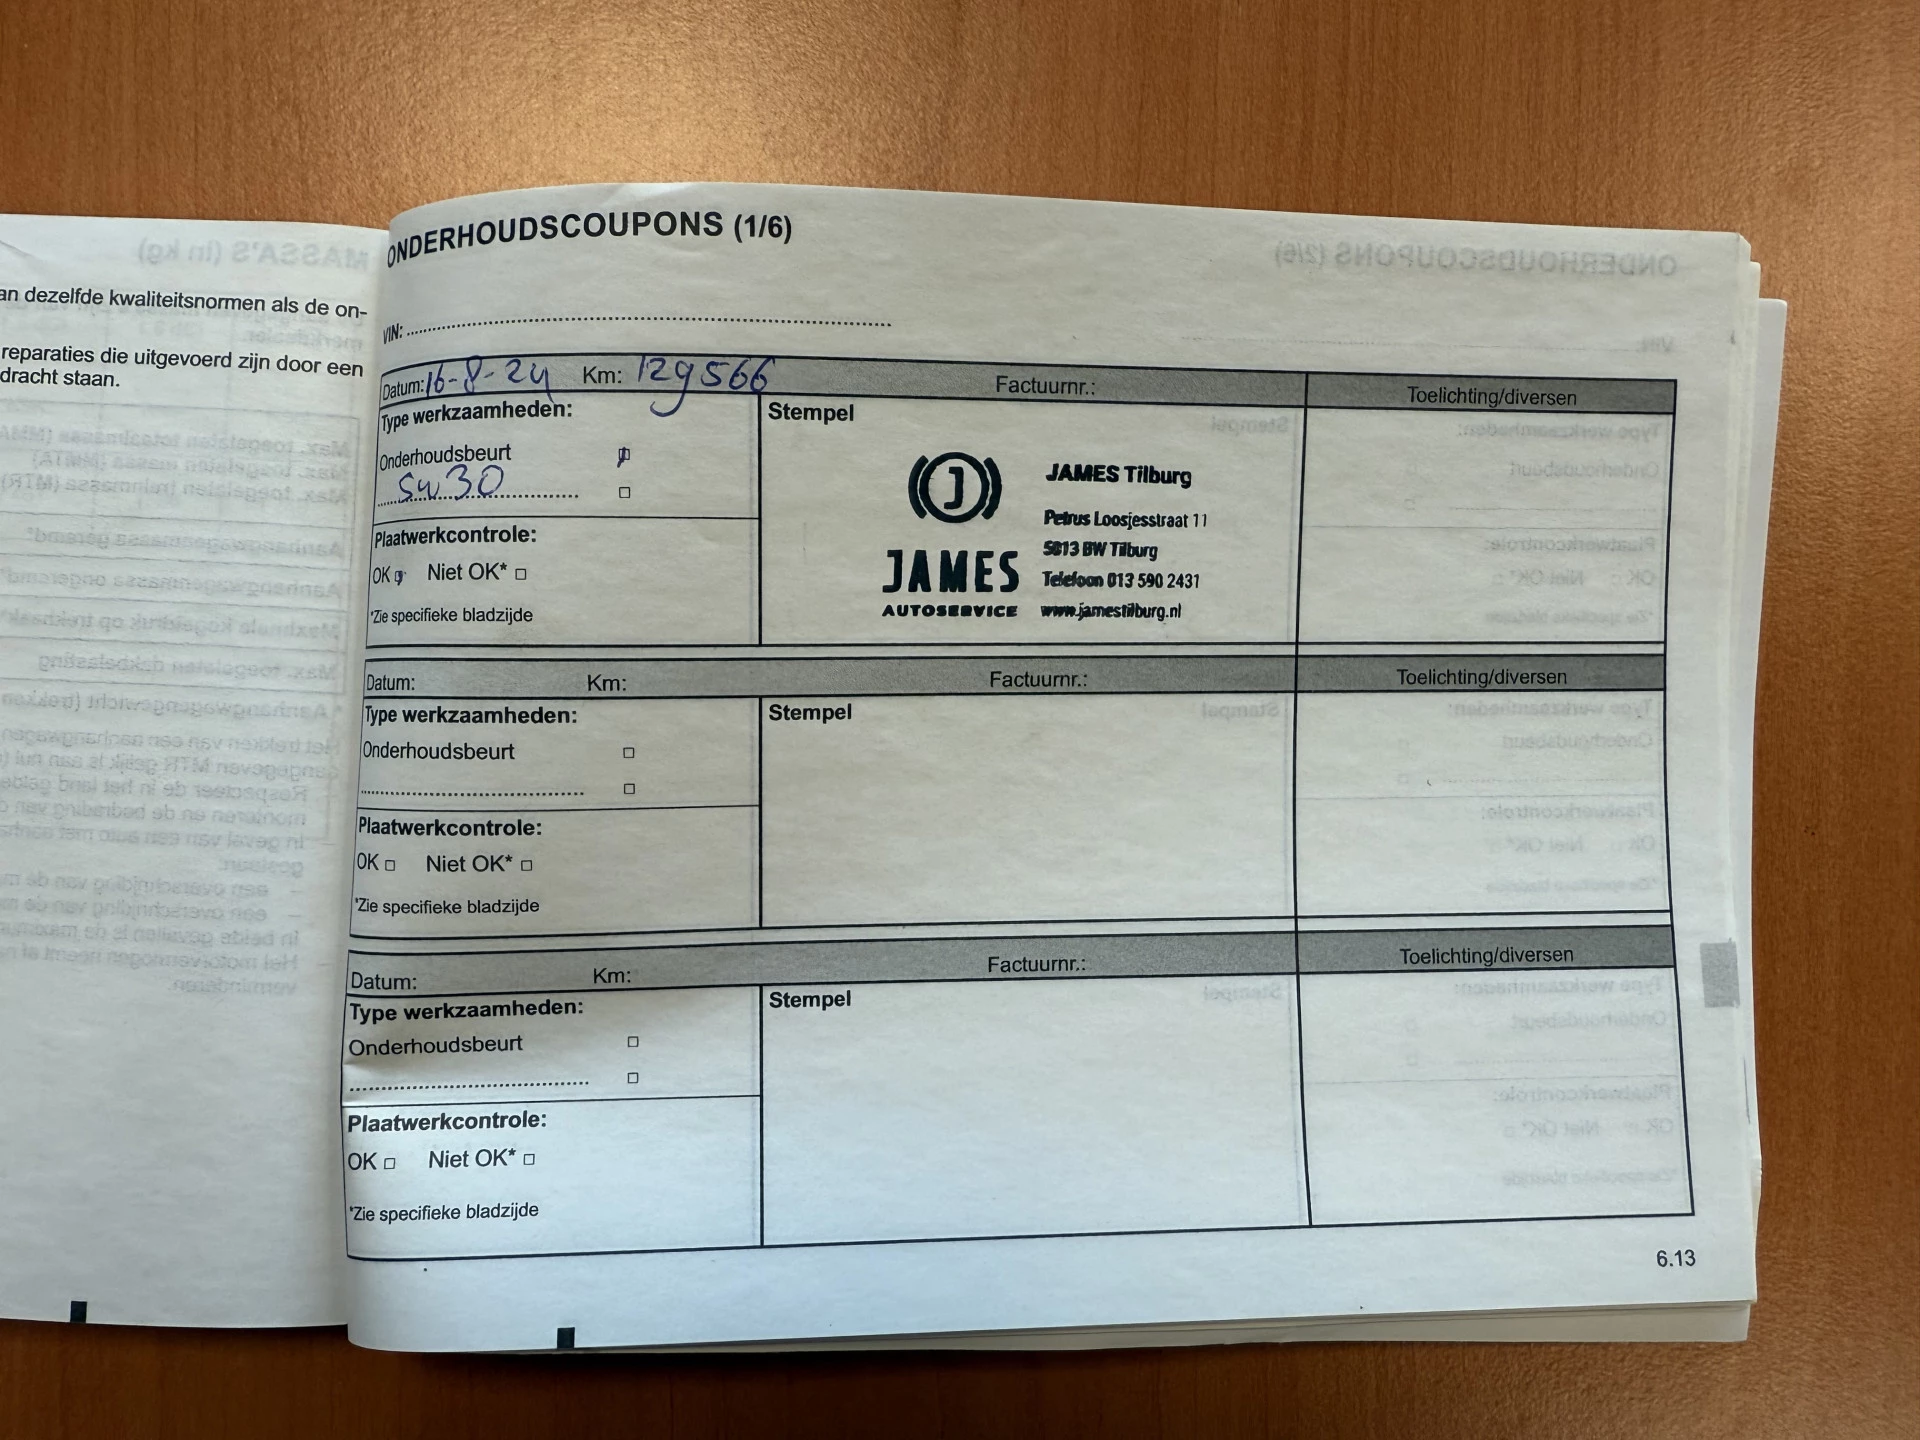 an dezelfde kwaliteitsnormen als de on-
reparaties die uitgevoerd zijn door een
dracht staan.
ONDERHOUDSCOUPONS (1/6)
VIN:
Datum: 16-8-24 Km: 129566 Factuurnr.: Toelichting/diversen
Type werkzaamheden: Stempel
Onderhoudsbeurt
5w30
Plaatwerkcontrole:
OK Niet OK*
*Zie specifieke bladzijde
J
JAMES
AUTOSERVICE
JAMES Tilburg
Petrus Loosjesstraat 11
5013 BW Tilburg
Telefoon 013 590 2431
www.jamestilburg.nl
Datum: Km: Factuurnr.: Toelichting/diversen
Type werkzaamheden: Stempel
Onderhoudsbeurt
Plaatwerkcontrole:
OK Niet OK*
*Zie specifieke bladzijde
Datum: Km: Factuurnr.: Toelichting/diversen
Type werkzaamheden: Stempel
Onderhoudsbeurt
Plaatwerkcontrole:
OK Niet OK*
*Zie specifieke bladzijde
6.13